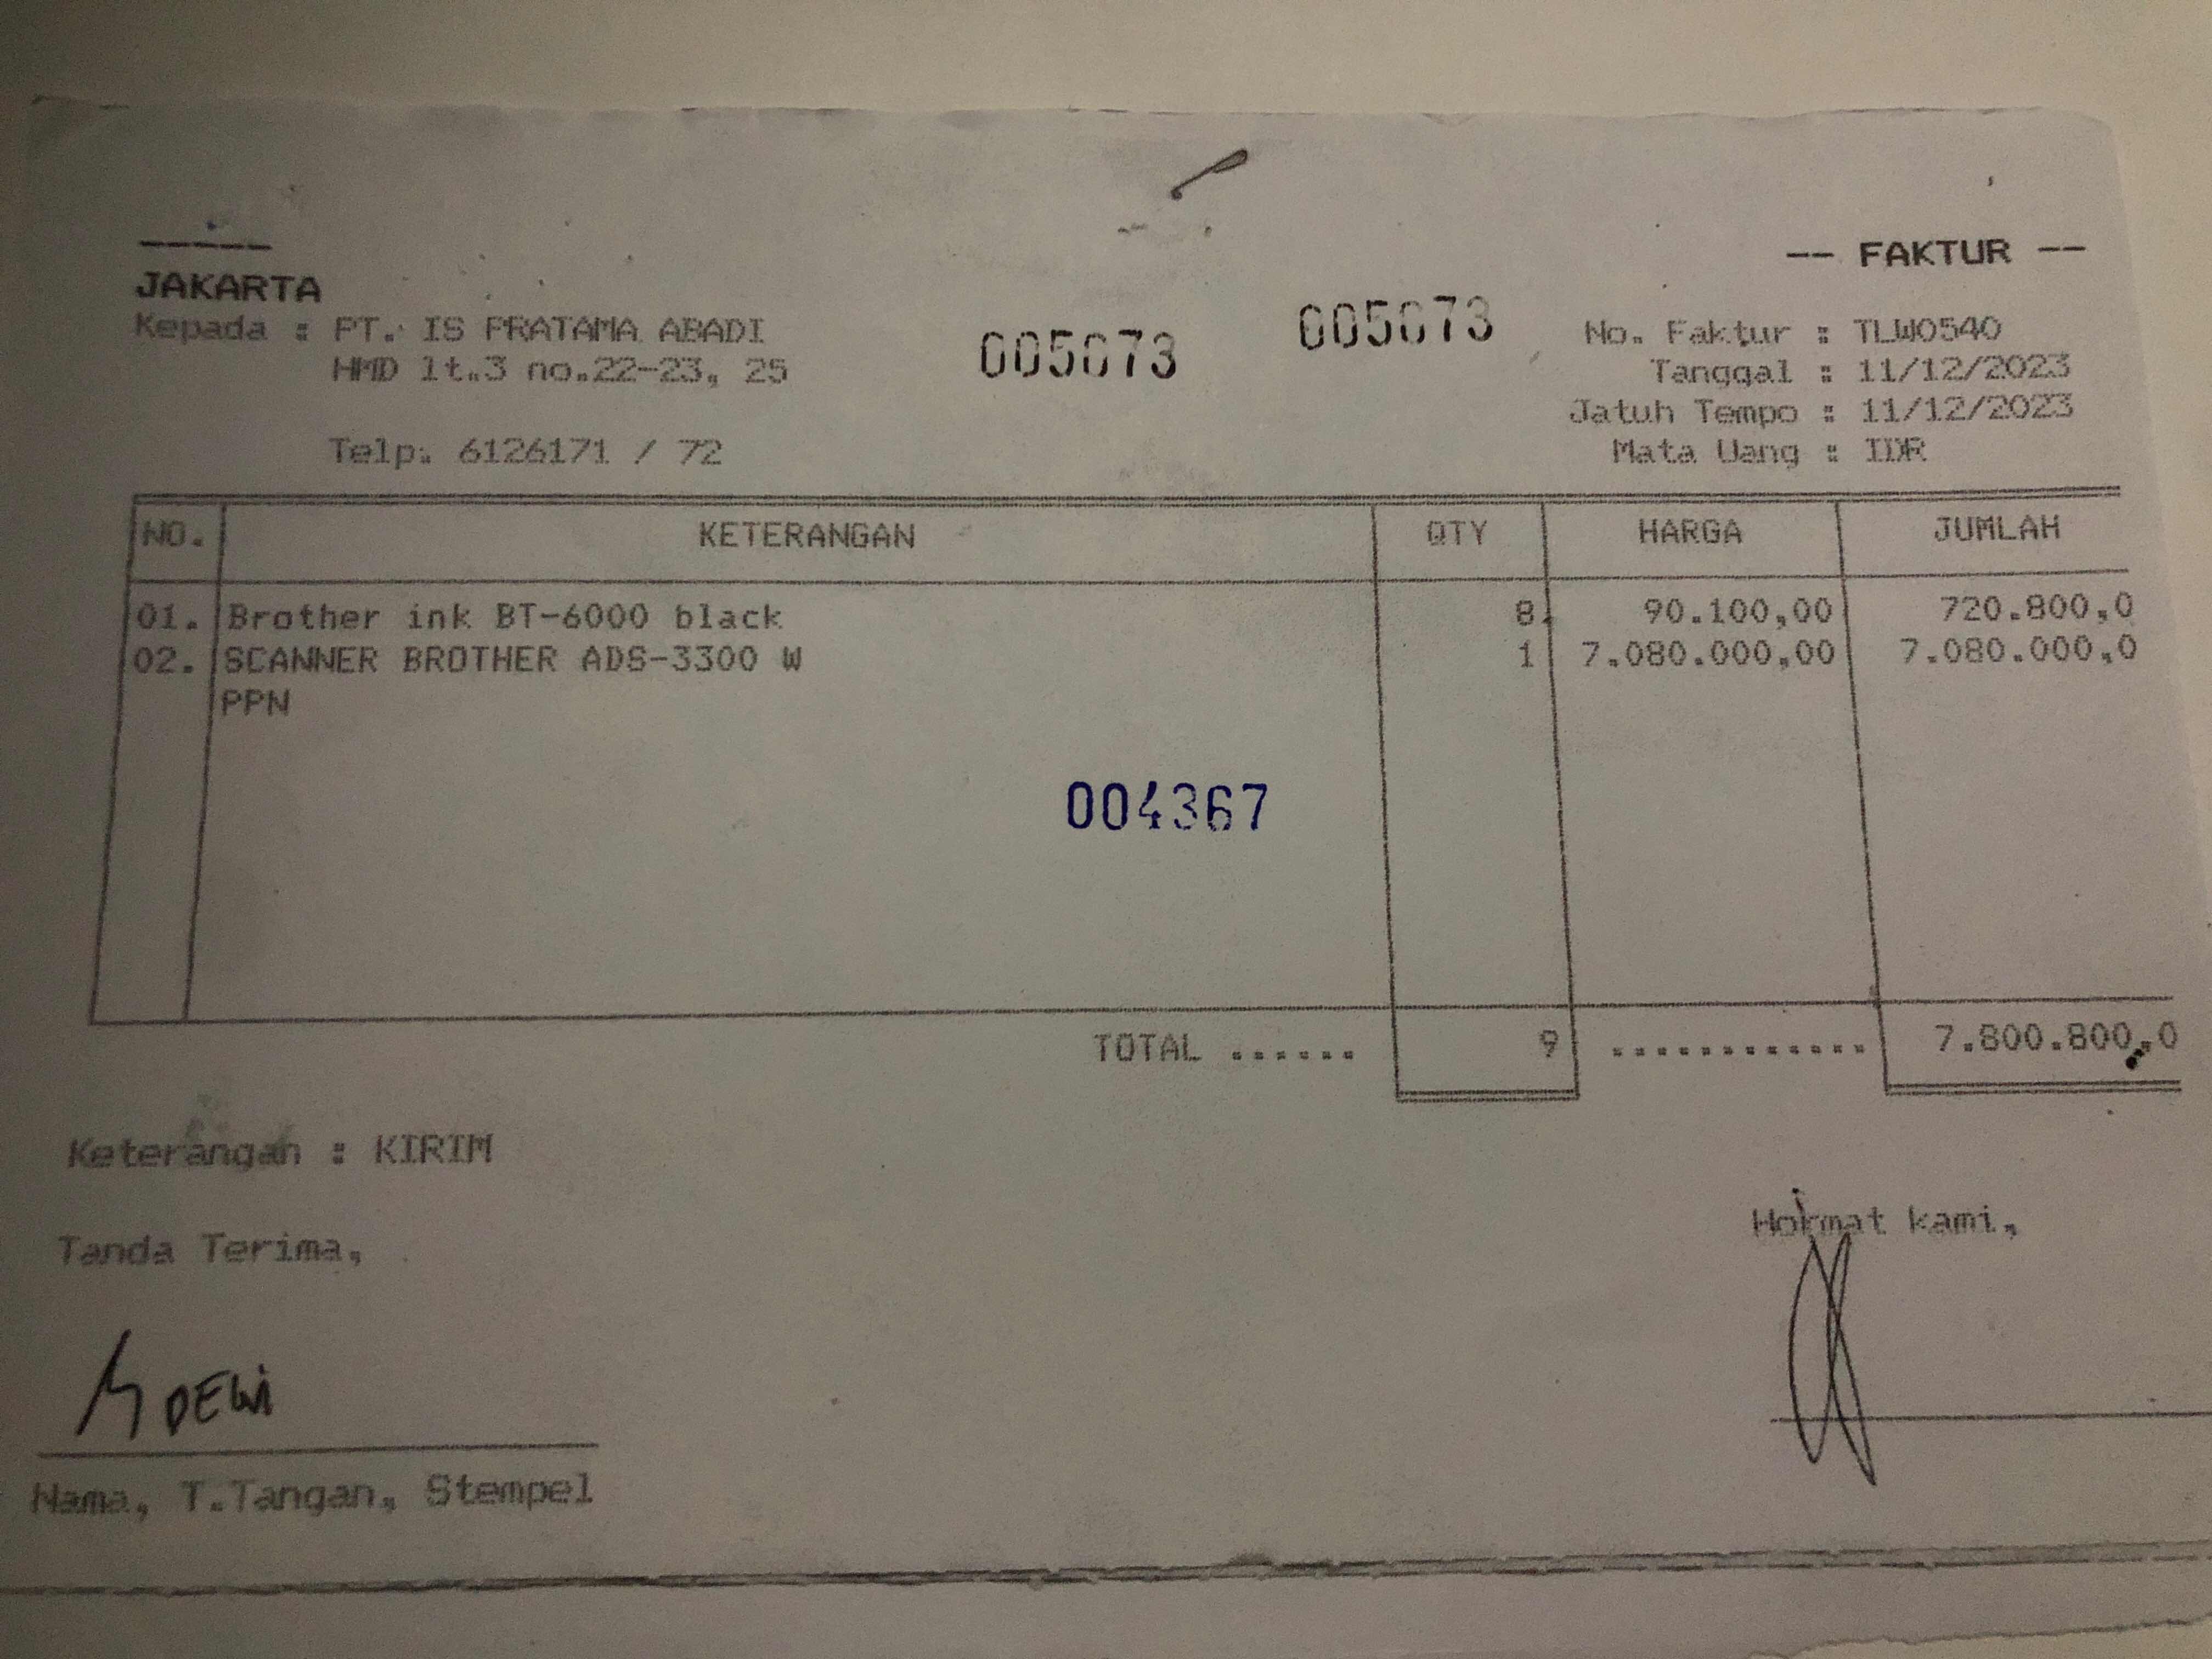 JAKARTA
-- FAKTUR --
Kepada : PT. IS PRATAMA ABADI
HMD lt.3 no.22-23, 25
Telp. 6126171 / 72
005073
005073
No. Faktur : TLW0540
Tanggal : 11/12/2023
Jatuh Tempo : 11/12/2023
Mata Uang : IDR
NO. KETERANGAN QTY HARGA JUMLAH
01. Brother ink BT-6000 black 8 90.100,00 720.800,0
02. SCANNER BROTHER ADS-3300 W 1 7.080.000,00 7.080.000,0
PPN
004367
TOTAL ...... 9 ............ 7.800.800,0
Keterangan : KIRIM
Tanda Terima,
Hormat kami,
DEWI
Nama, T.Tangan, Stempel